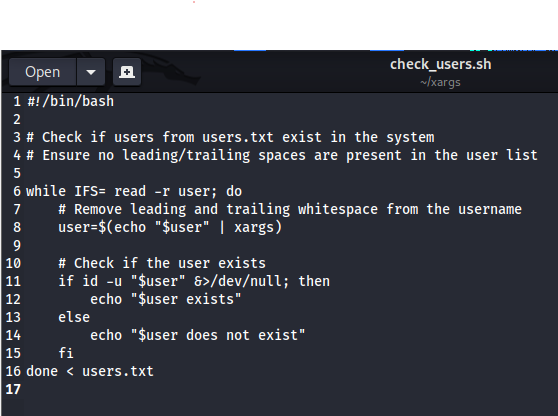 Open
check_users.sh
~/xargs
1 #!/bin/bash
2
3 # Check if users from users.txt exist in the system
4 # Ensure no leading/trailing spaces are present in the user list
5
6 while IFS= read -r user; do
7     # Remove leading and trailing whitespace from the username
8     user=$(echo "$user" | xargs)
9
10     # Check if the user exists
11     if id -u "$user" &>/dev/null; then
12         echo "$user exists"
13     else
14         echo "$user does not exist"
15     fi
16 done < users.txt
17